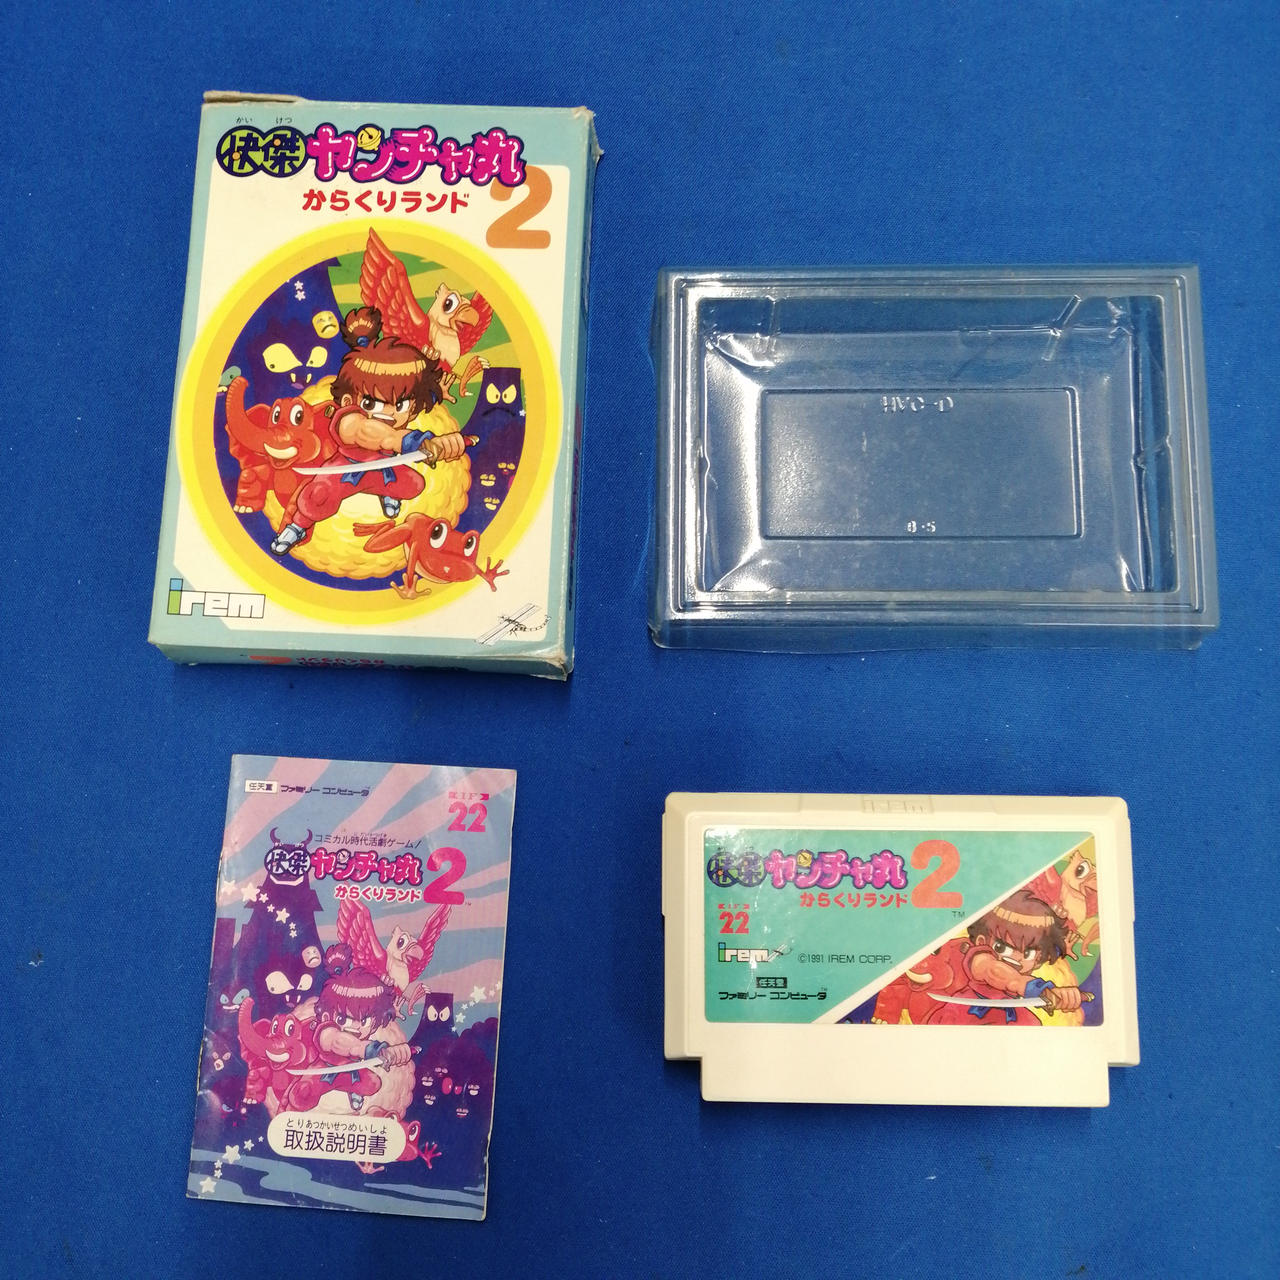 かい けつ
快傑ヤンチャ丸2
からくりランド
irem
任天堂 ファミリー コンピュータ
IF
22
コミカル時代活劇ゲーム!
快傑ヤンチャ丸2
からくりランド
TM
とりあつかいせつめいしょ
取扱説明書
irem
快傑ヤンチャ丸2
からくりランド
TM
IF
22
irem
©1991 IREM CORP.
任天堂
ファミリー コンピュータ